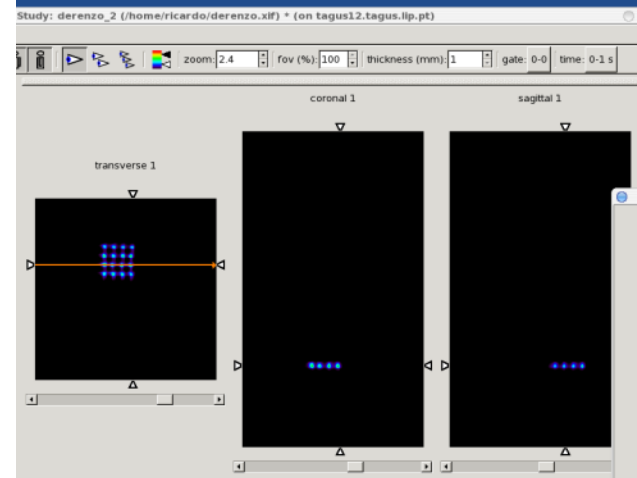 Study: derenzo_2 (/home/ricardo/derenzo.xif) * (on tagus12.tagus.lip.pt)
zoom: 2.4 fov (%): 100 thickness (mm): 1 gate: 0-0 time: 0-1 s
coronal 1 sagittal 1
transverse 1